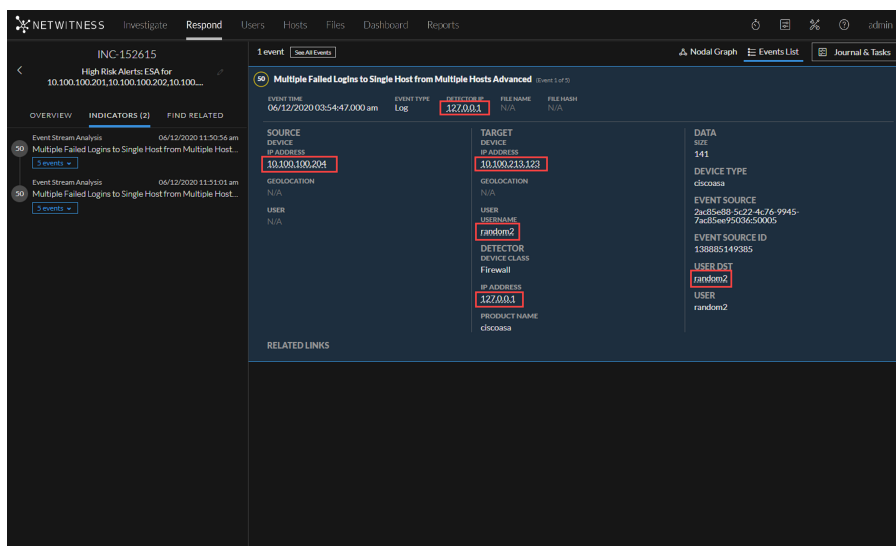 NETWITNESS Investigate Respond Users Hosts Files Dashboard Reports admin
INC-152615
High Risk Alerts: ESA for
10.100.100.201,10.100.100.202,10.100....
OVERVIEW INDICATORS (2) FIND RELATED
Event Stream Analysis 06/12/2020 11:50:56 am
50 Multiple Failed Logins to Single Host from Multiple Host...
5 events
Event Stream Analysis 06/12/2020 11:51:01 am
50 Multiple Failed Logins to Single Host from Multiple Host...
5 events
1 event See All Events Nodal Graph Events List Journal & Tasks
50 Multiple Failed Logins to Single Host from Multiple Hosts Advanced (Event 1 of 5)
EVENT TIME EVENT TYPE DETECTOR IP FILE NAME FILE HASH
06/12/2020 03:54:47.000 am Log 127.0.0.1 N/A N/A
SOURCE
DEVICE
IP ADDRESS
10.100.100.204
GEOLOCATION
N/A
USER
N/A
TARGET
DEVICE
IP ADDRESS
10.100.213.123
GEOLOCATION
N/A
USER
USERNAME
random2
DETECTOR
DEVICE CLASS
Firewall
IP ADDRESS
127.0.0.1
PRODUCT NAME
ciscoasa
DATA
SIZE
141
DEVICE TYPE
ciscoasa
EVENT SOURCE
2ac85e88-5c22-4c76-9945-
7ac85ee95036:50005
EVENT SOURCE ID
138885149385
USER DST
random2
USER
random2
RELATED LINKS